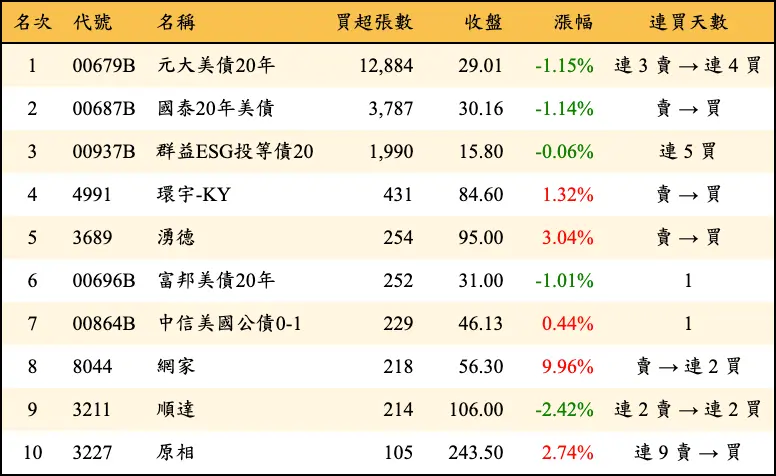 名次 代號 名稱 買超張數 收盤 漲幅 連買天數
1 00679B 元大美債20年 12,884 29.01 -1.15% 連 3 賣 → 連 4 買
2 00687B 國泰20年美債 3,787 30.16 -1.14% 賣 → 買
3 00937B 群益ESG投等債20 1,990 15.80 -0.06% 連 5 買
4 4991 環宇-KY 431 84.60 1.32% 賣 → 買
5 3689 湧德 254 95.00 3.04% 賣 → 買
6 00696B 富邦美債20年 252 31.00 -1.01% 1
7 00864B 中信美國公債0-1 229 46.13 0.44% 1
8 8044 網家 218 56.30 9.96% 賣 → 連 2 買
9 3211 順達 214 106.00 -2.42% 連 2 賣 → 連 2 買
10 3227 原相 105 243.50 2.74% 連 9 賣 → 買